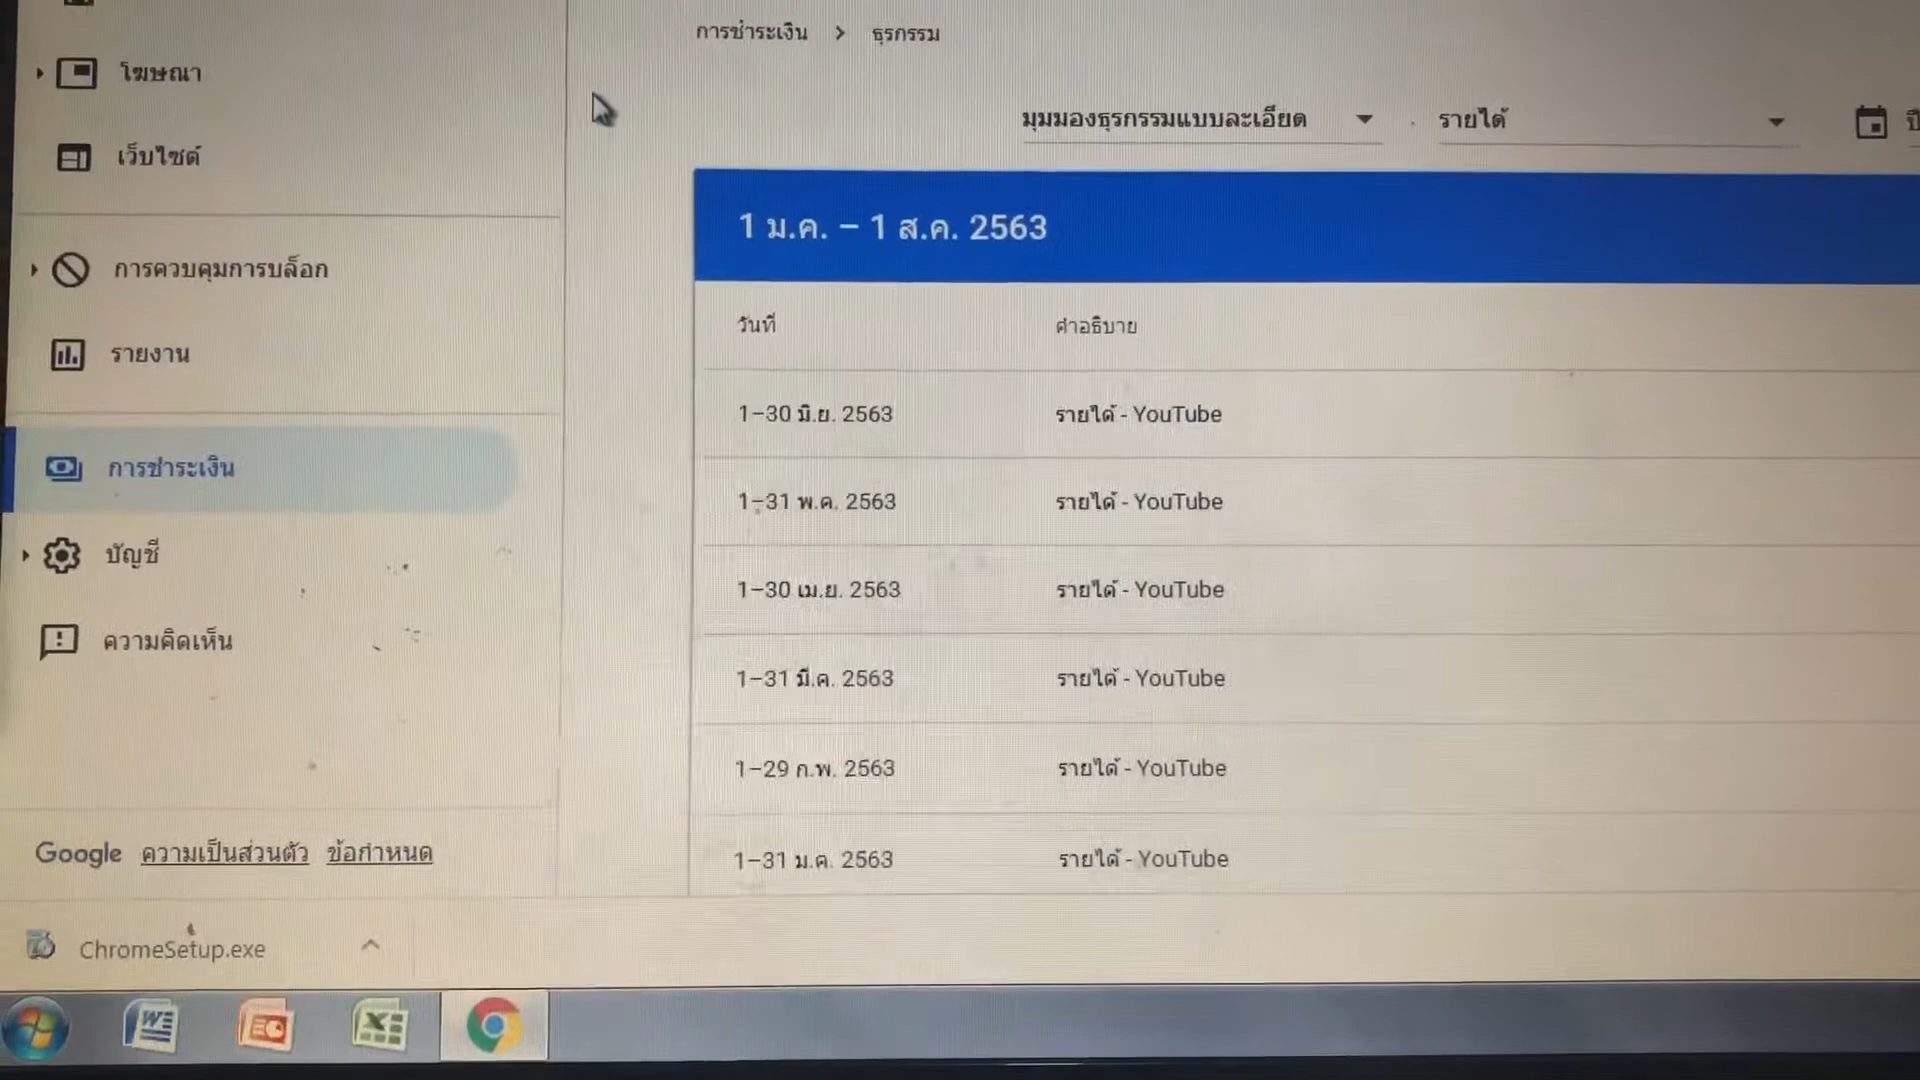 การชำระเงิน > ธุรกรรม
โฆษณา
มุมมองธุรกรรมแบบละเอียด
รายได้
เว็บไซต์
1 ม.ค. – 1 ส.ค. 2563
การควบคุมการบล็อก
วันที่ คำอธิบาย
รายงาน
1–30 มิ.ย. 2563 รายได้ - YouTube
การชำระเงิน
1–31 พ.ค. 2563 รายได้ - YouTube
บัญชี
1–30 เม.ย. 2563 รายได้ - YouTube
ความคิดเห็น
1–31 มี.ค. 2563 รายได้ - YouTube
1–29 ก.พ. 2563 รายได้ - YouTube
1–31 ม.ค. 2563 รายได้ - YouTube
Google ความเป็นส่วนตัว ข้อกำหนด
ChromeSetup.exe